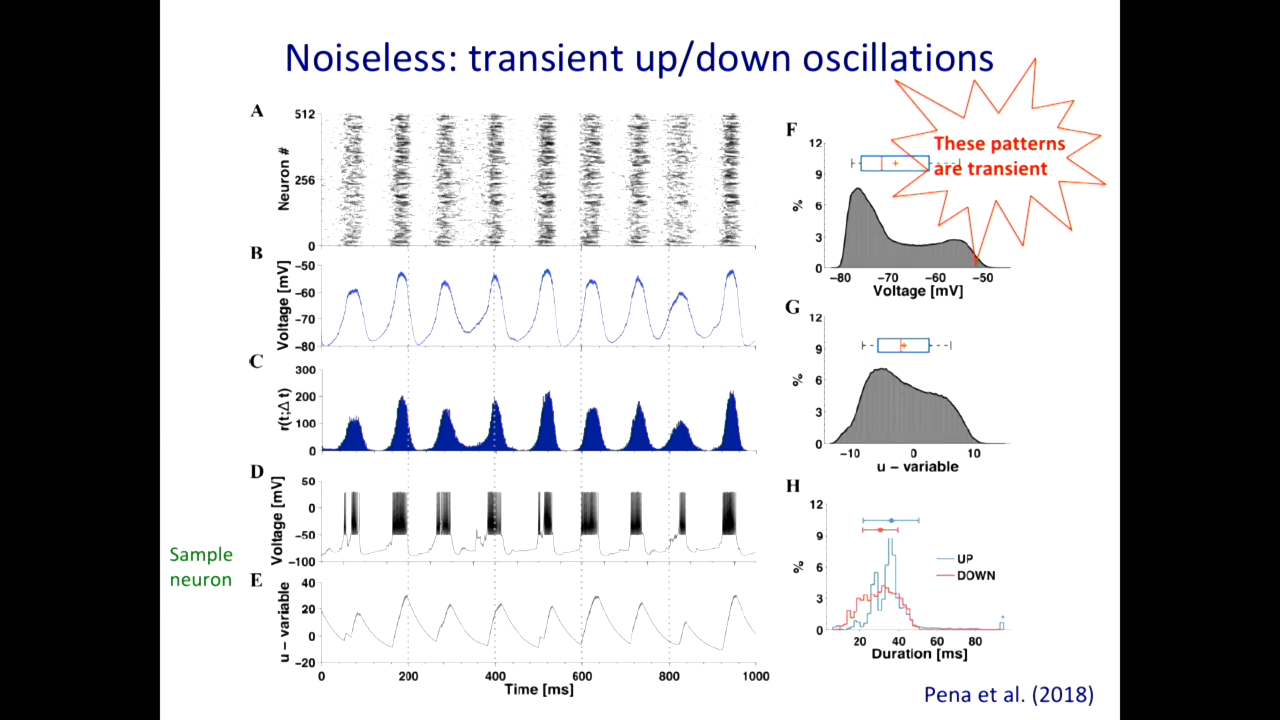 Noiseless: transient up/down oscillations
A
Neuron #
512
256
0
B
Voltage [mV]
−50
−60
−70
−80
C
r(t;Δt)
300
200
100
0
D
Voltage [mV]
50
0
−50
−100
Sample
neuron
E
u − variable
40
20
0
−20
0 200 400 600 800 1000
Time [ms]
F
%
12
9
6
3
0
−80 −70 −60 −50
Voltage [mV]
These patterns
are transient
G
%
12
9
6
3
0
−10 0 10
u − variable
H
%
12
9
6
3
0
UP
DOWN
*
20 40 60 80
Duration [ms]
Pena et al. (2018)